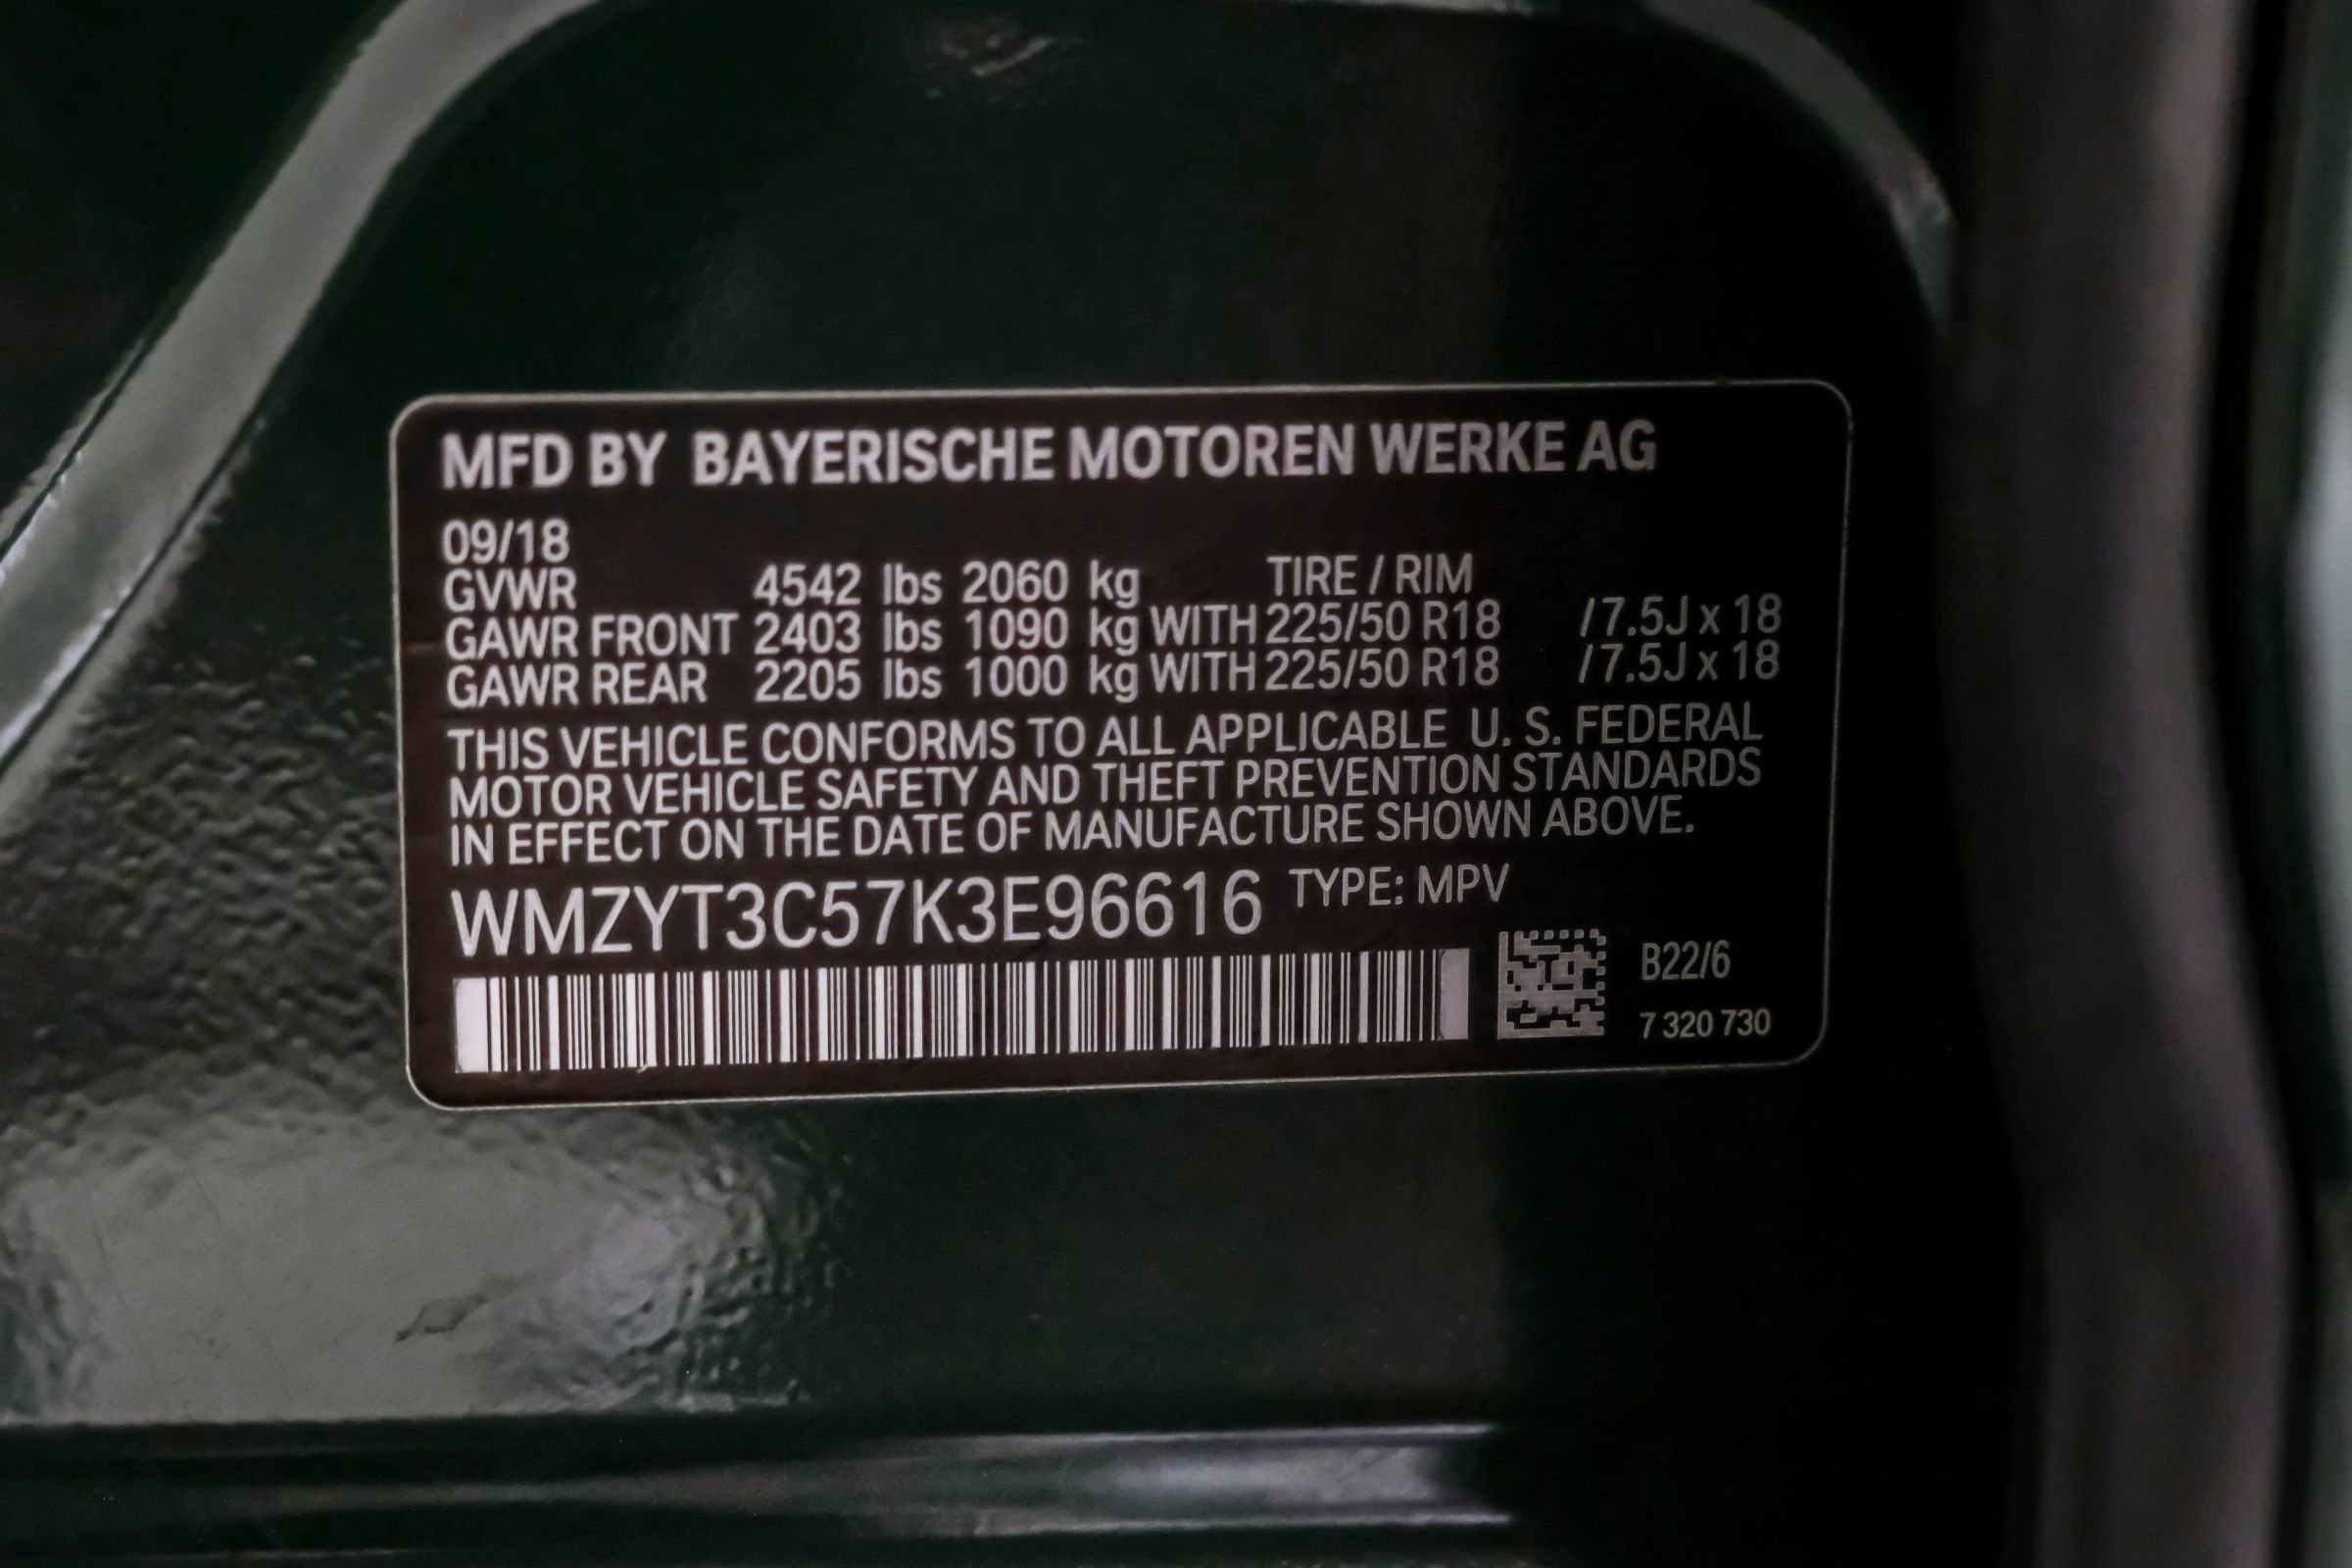 MFD BY BAYERISCHE MOTOREN WERKE AG
09/18
GVWR 4542 lbs 2060 kg TIRE / RIM
GAWR FRONT 2403 lbs 1090 kg WITH 225/50 R18 / 7.5J x 18
GAWR REAR 2205 lbs 1000 kg WITH 225/50 R18 / 7.5J x 18
THIS VEHICLE CONFORMS TO ALL APPLICABLE U. S. FEDERAL
MOTOR VEHICLE SAFETY AND THEFT PREVENTION STANDARDS
IN EFFECT ON THE DATE OF MANUFACTURE SHOWN ABOVE.
WMZYT3C57K3E96616 TYPE: MPV
B22/6
7 320 730